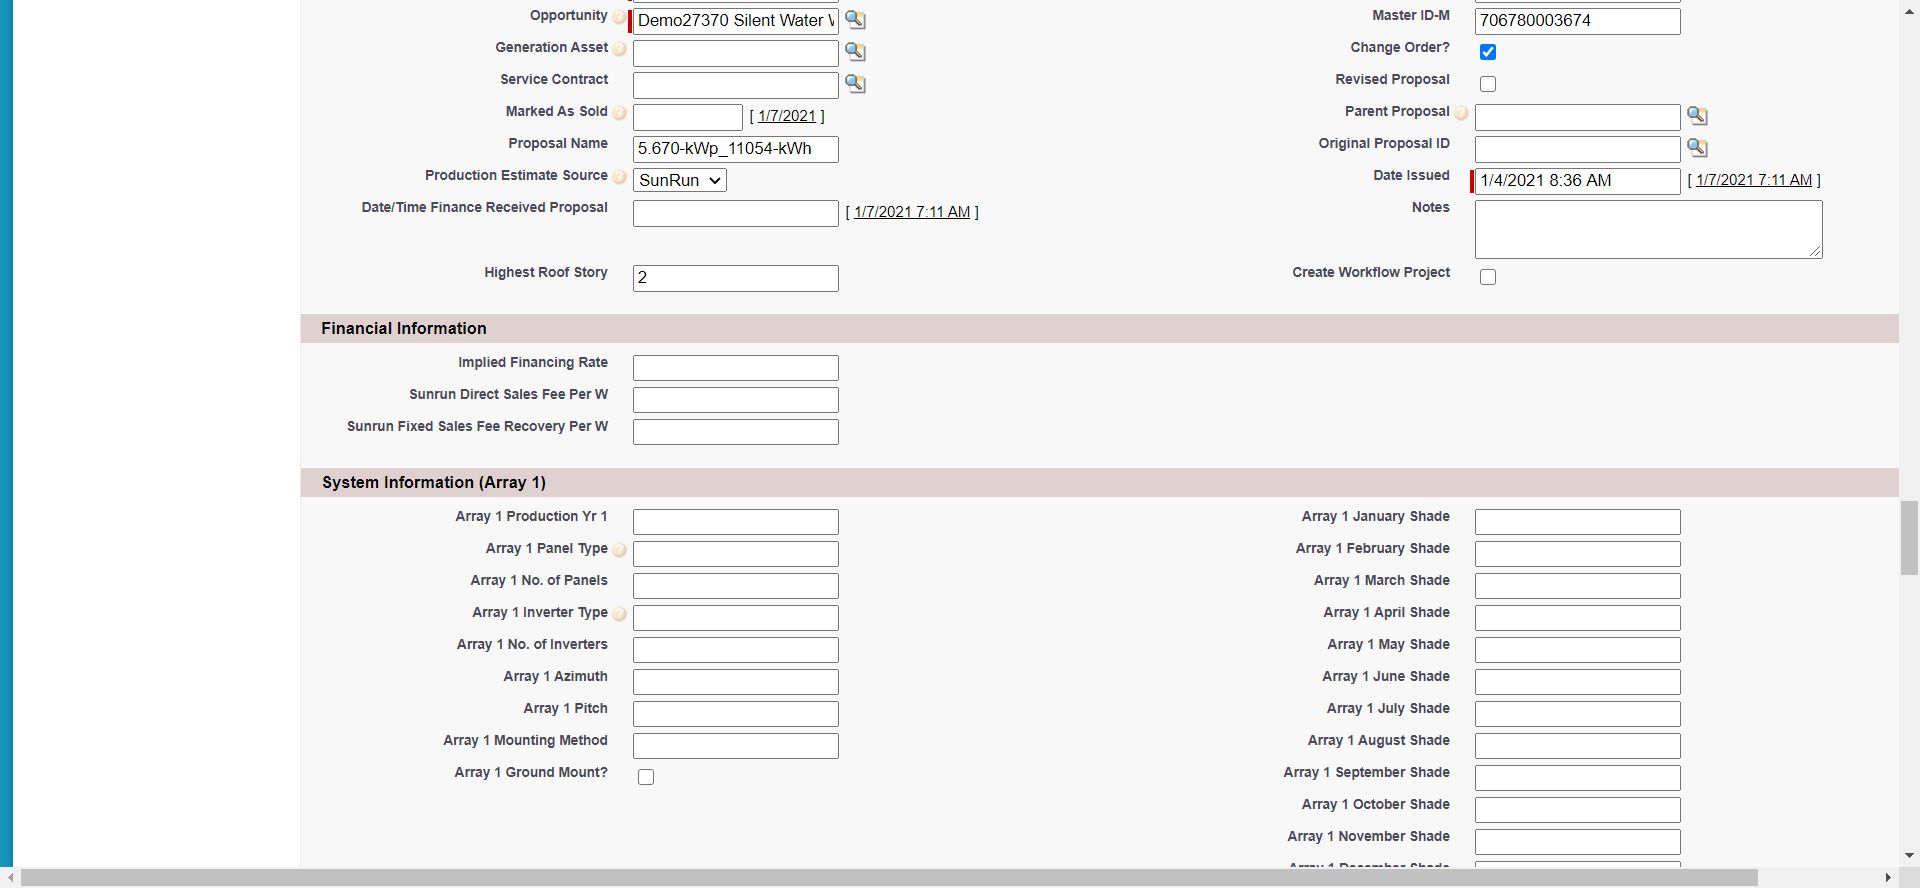 Opportunity Demo27370 Silent Water Master ID-M 706780003674
Generation Asset Change Order?
Service Contract Revised Proposal
Marked As Sold [ 1/7/2021 ] Parent Proposal
Proposal Name 5.670-kWp_11054-kWh Original Proposal ID
Production Estimate Source SunRun Date Issued 1/4/2021 8:36 AM [ 1/7/2021 7:11 AM ]
Date/Time Finance Received Proposal [ 1/7/2021 7:11 AM ] Notes
Highest Roof Story 2 Create Workflow Project
Financial Information
Implied Financing Rate
Sunrun Direct Sales Fee Per W
Sunrun Fixed Sales Fee Recovery Per W
System Information (Array 1)
Array 1 Production Yr 1 Array 1 January Shade
Array 1 Panel Type Array 1 February Shade
Array 1 No. of Panels Array 1 March Shade
Array 1 Inverter Type Array 1 April Shade
Array 1 No. of Inverters Array 1 May Shade
Array 1 Azimuth Array 1 June Shade
Array 1 Pitch Array 1 July Shade
Array 1 Mounting Method Array 1 August Shade
Array 1 Ground Mount? Array 1 September Shade
Array 1 October Shade
Array 1 November Shade
Array 1 December Shade